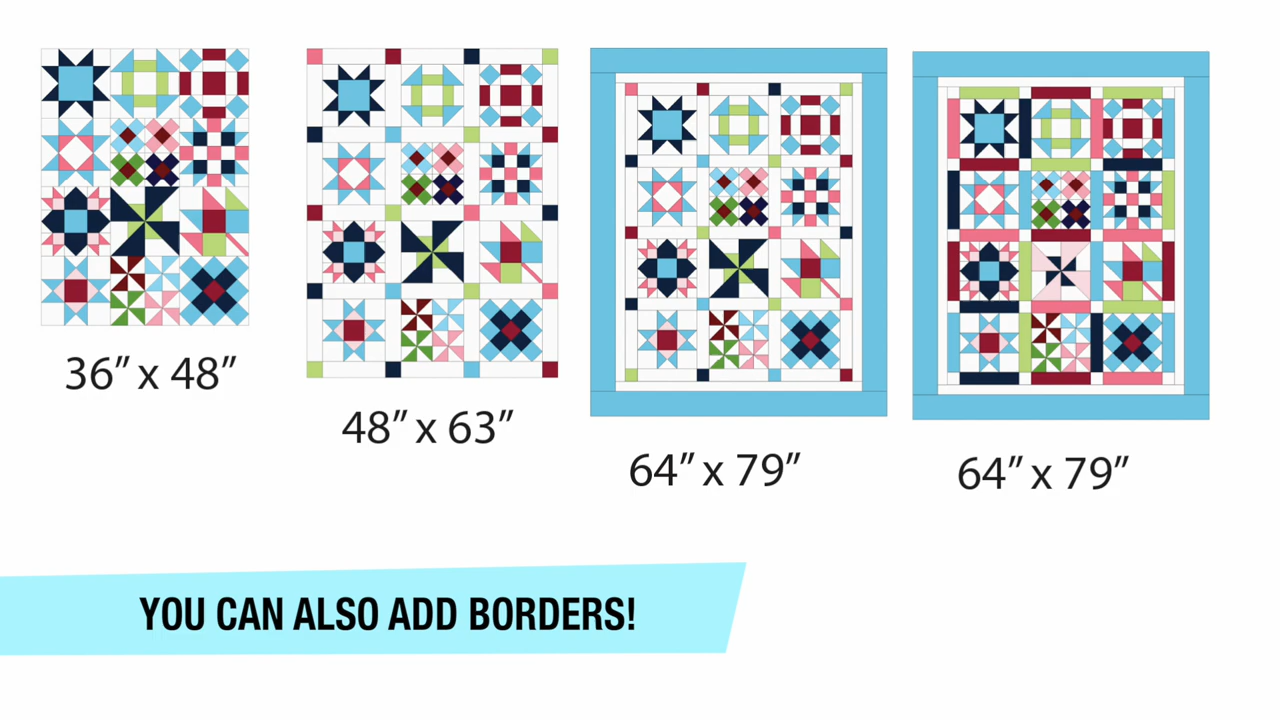 36” x 48”
48” x 63”
64” x 79”
64” x 79”
YOU CAN ALSO ADD BORDERS!